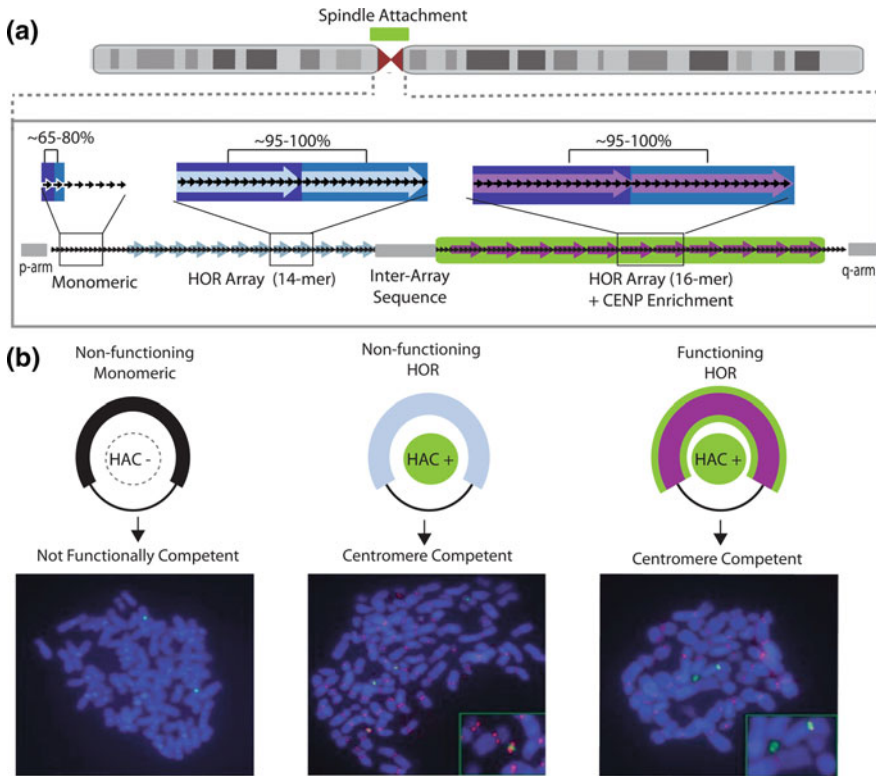 (a)
Spindle Attachment
~65-80%
~95-100%
~95-100%
p-arm
Monomeric
HOR Array (14-mer)
Inter-Array
Sequence
HOR Array (16-mer)
+ CENP Enrichment
q-arm
(b)
Non-functioning
Monomeric
Non-functioning
HOR
Functioning
HOR
HAC -
HAC +
HAC +
Not Functionally Competent
Centromere Competent
Centromere Competent